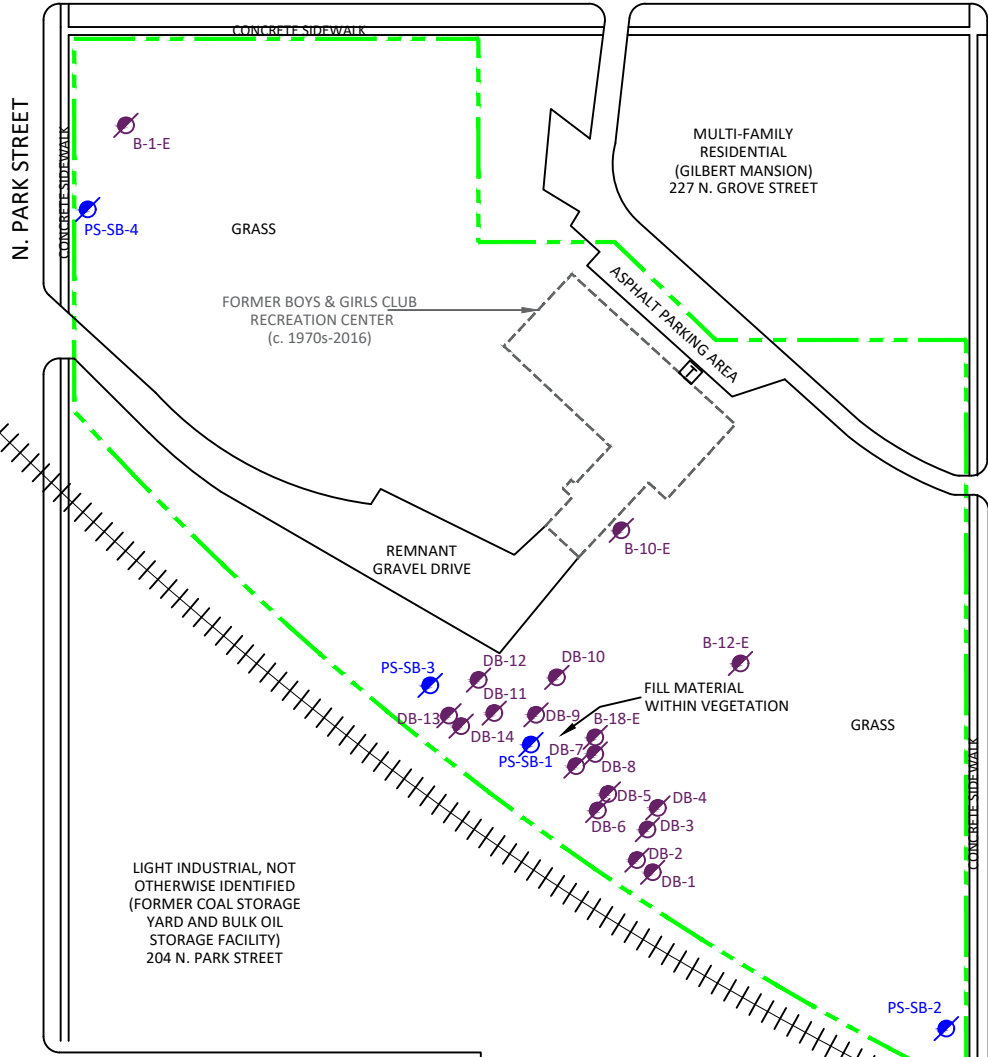 CONCRETE SIDEWALK
N. PARK STREET
CONCRETE SIDEWALK
B-1-E
PS-SB-4
GRASS
MULTI-FAMILY
RESIDENTIAL
(GILBERT MANSION)
227 N. GROVE STREET
FORMER BOYS & GIRLS CLUB
RECREATION CENTER
(c. 1970s-2016)
ASPHALT PARKING AREA
T
REMNANT
GRAVEL DRIVE
B-10-E
B-12-E
PS-SB-3
DB-12
DB-10
DB-11
FILL MATERIAL
WITHIN VEGETATION
DB-13
DB-9
B-18-E
DB-14
DB-7
PS-SB-1
DB-8
GRASS
CONCRETE SIDEWALK
DB-5
DB-4
DB-6
DB-3
DB-2
DB-1
LIGHT INDUSTRIAL, NOT
OTHERWISE IDENTIFIED
(FORMER COAL STORAGE
YARD AND BULK OIL
STORAGE FACILITY)
204 N. PARK STREET
PS-SB-2